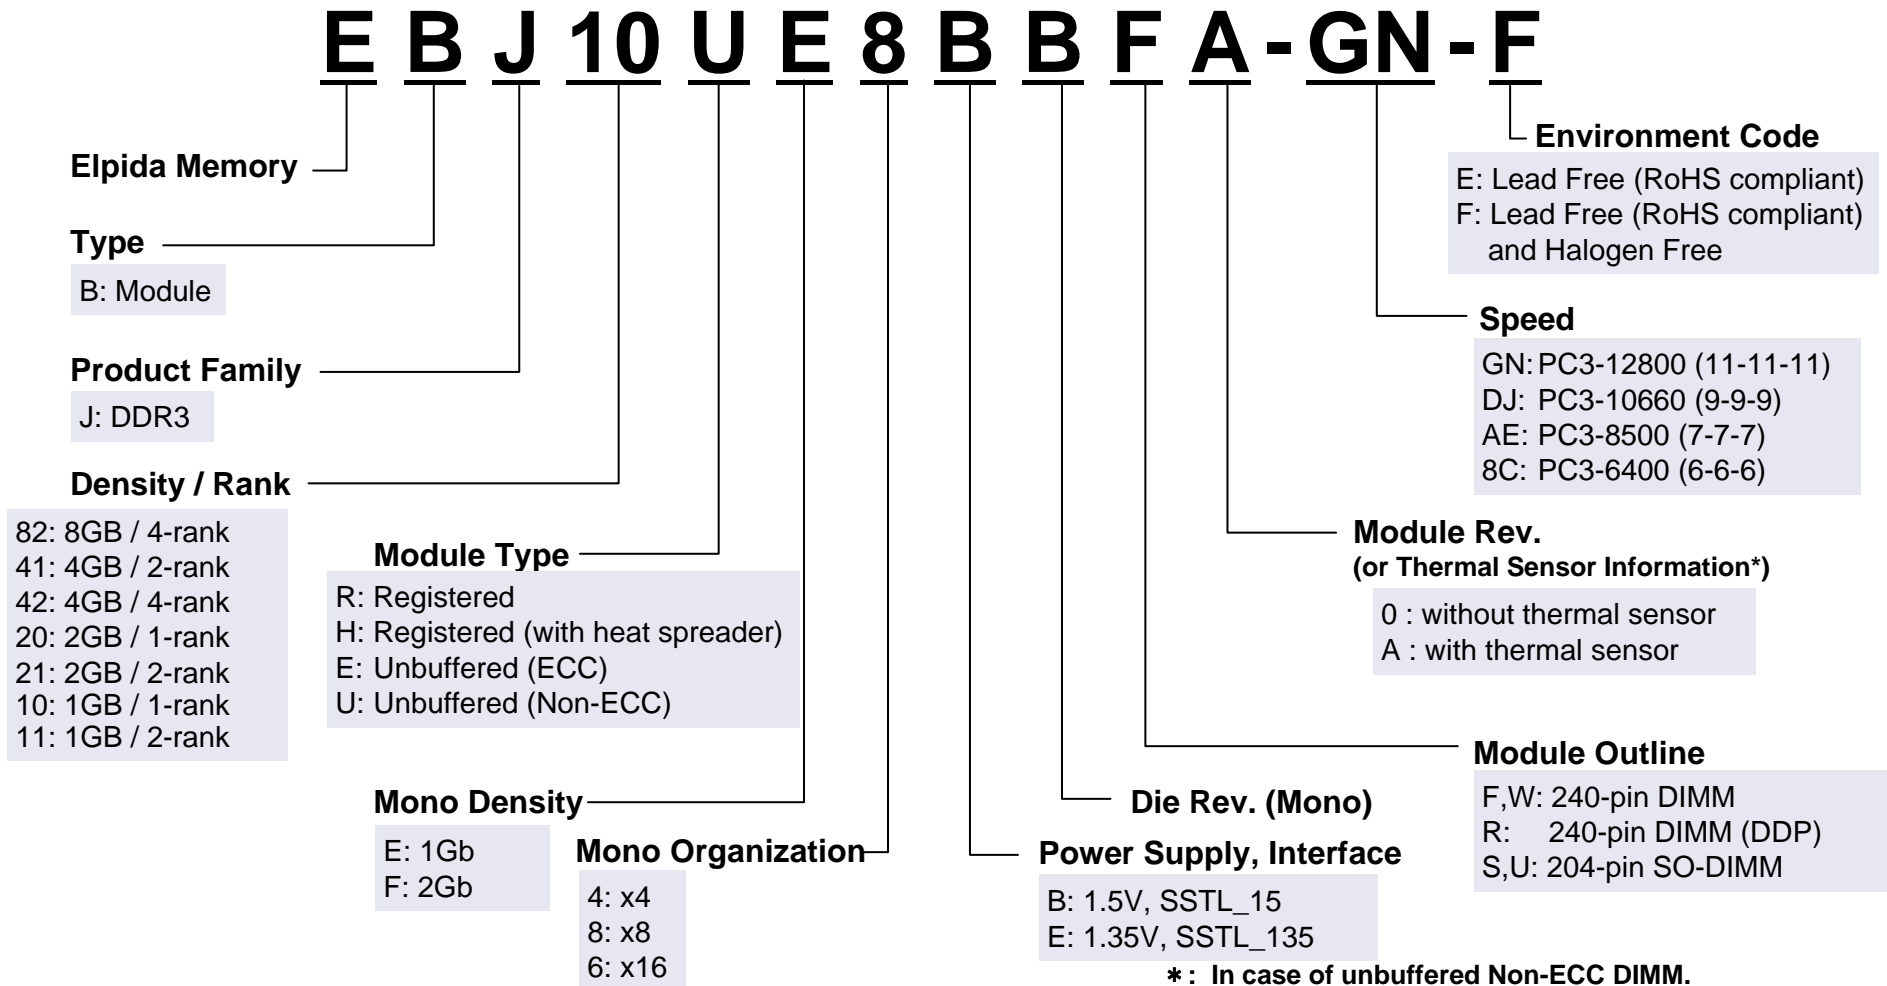 E B J 10 U E 8 B B F A - GN - F
Elpida Memory
Type
B: Module
Product Family
J: DDR3
Density / Rank
82: 8GB / 4-rank
41: 4GB / 2-rank
42: 4GB / 4-rank
20: 2GB / 1-rank
21: 2GB / 2-rank
10: 1GB / 1-rank
11: 1GB / 2-rank
Module Type
R: Registered
H: Registered (with heat spreader)
E: Unbuffered (ECC)
U: Unbuffered (Non-ECC)
Mono Density
E: 1Gb
F: 2Gb
Mono Organization
4: x4
8: x8
6: x16
Environment Code
E: Lead Free (RoHS compliant)
F: Lead Free (RoHS compliant)
and Halogen Free
Speed
GN: PC3-12800 (11-11-11)
DJ: PC3-10660 (9-9-9)
AE: PC3-8500 (7-7-7)
8C: PC3-6400 (6-6-6)
Module Rev.
(or Thermal Sensor Information*)
0 : without thermal sensor
A : with thermal sensor
Module Outline
F,W: 240-pin DIMM
R: 240-pin DIMM (DDP)
S,U: 204-pin SO-DIMM
Die Rev. (Mono)
Power Supply, Interface
B: 1.5V, SSTL_15
E: 1.35V, SSTL_135
*: In case of unbuffered Non-ECC DIMM.